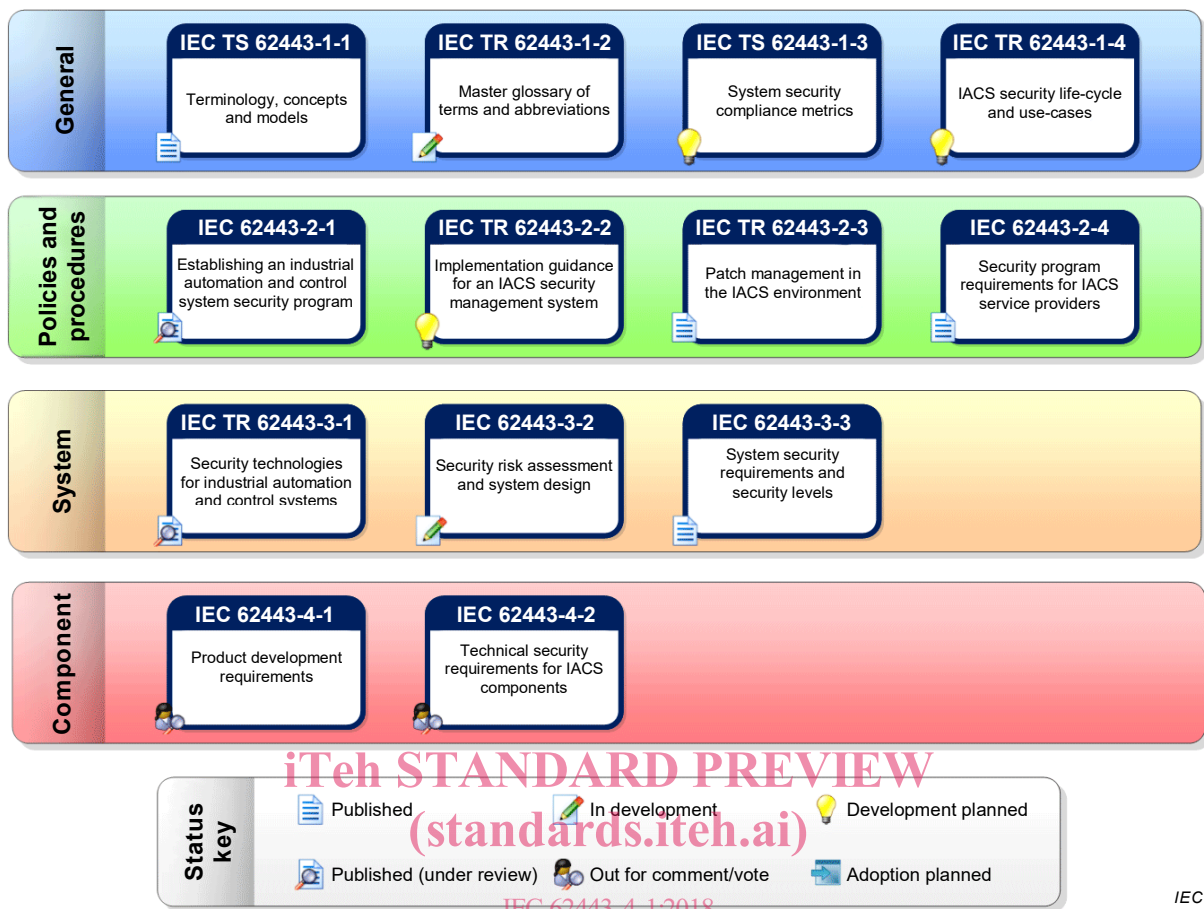 General
IEC TS 62443-1-1
Terminology, concepts
and models
IEC TR 62443-1-2
Master glossary of
terms and abbreviations
IEC TS 62443-1-3
System security
compliance metrics
IEC TR 62443-1-4
IACS security life-cycle
and use-cases
Policies and
procedures
IEC 62443-2-1
Establishing an industrial
automation and control
system security program
IEC TR 62443-2-2
Implementation guidance
for an IACS security
management system
IEC TR 62443-2-3
Patch management in
the IACS environment
IEC 62443-2-4
Security program
requirements for IACS
service providers
System
IEC TR 62443-3-1
Security technologies
for industrial automation
and control systems
IEC 62443-3-2
Security risk assessment
and system design
IEC 62443-3-3
System security
requirements and
security levels
Component
IEC 62443-4-1
Product development
requirements
IEC 62443-4-2
Technical security
requirements for IACS
components
iTeh STANDARD PREVIEW
(standards.iteh.ai)
Status
key
Published
In development
Development planned
Published (under review)
Out for comment/vote
Adoption planned
IEC 62443-4-1:2018
IEC